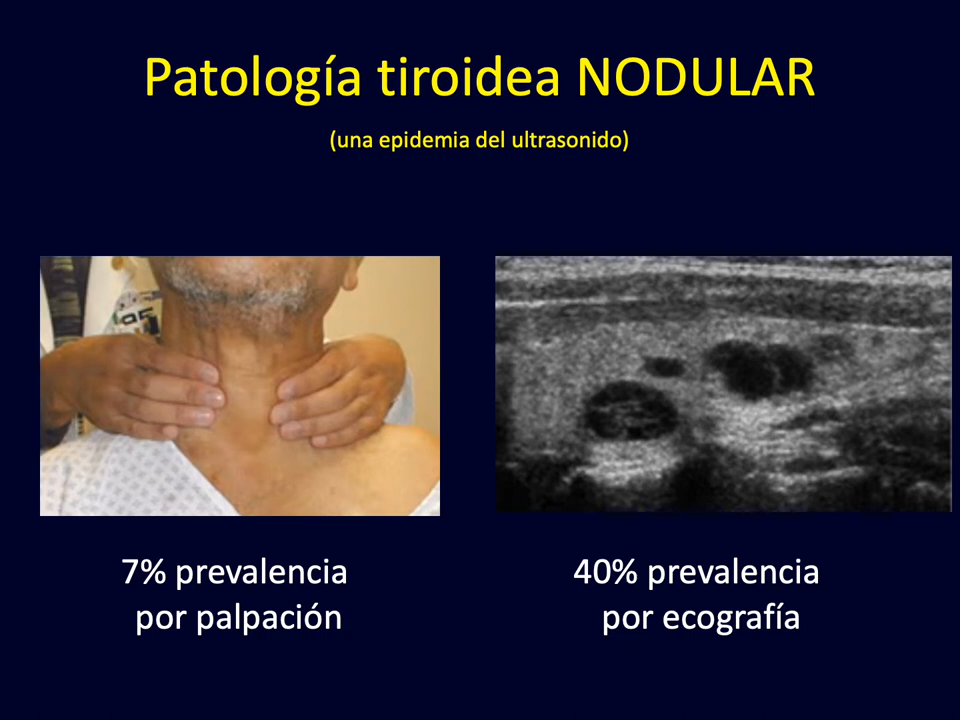 Patología tiroidea NODULAR
(una epidemia del ultrasonido)
7% prevalencia
por palpación
40% prevalencia
por ecografía